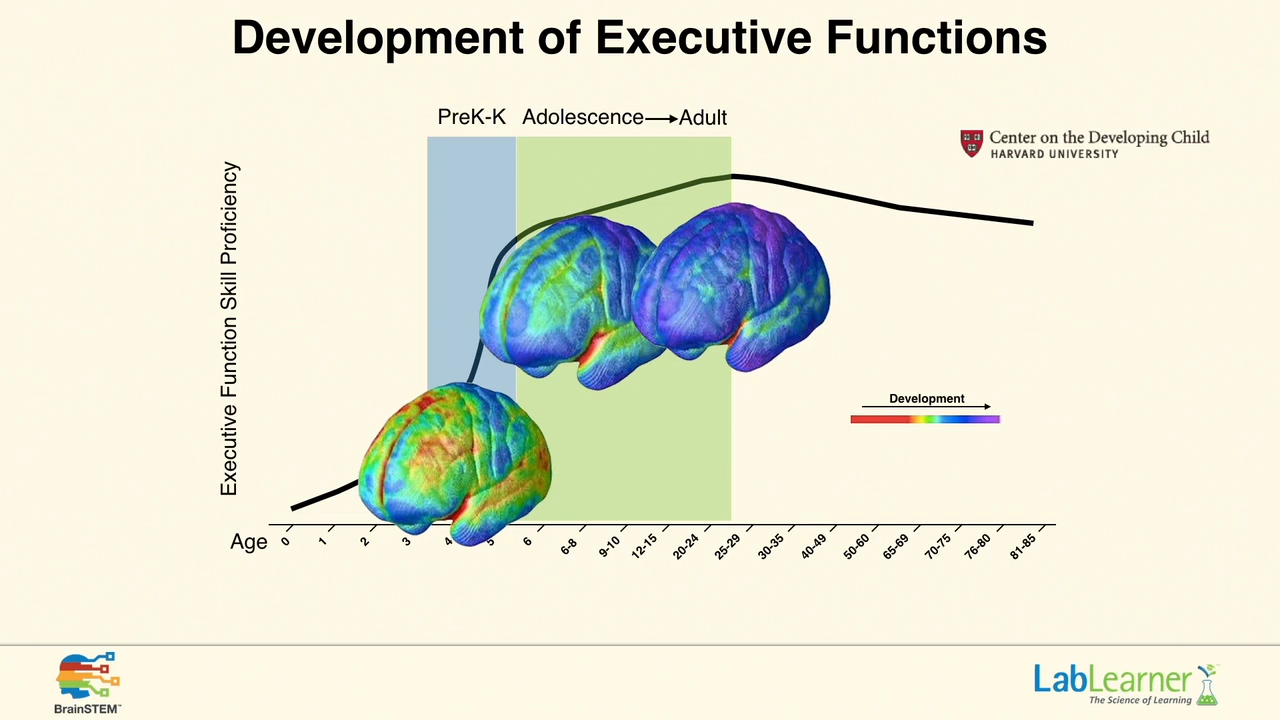 Development of Executive Functions
PreK-K
Adolescence→Adult
Center on the Developing Child
HARVARD UNIVERSITY
Executive Function Skill Proficiency
Development
Age
0
1
2
3
4
5
6
6-8
9-10
12-15
20-24
25-29
30-35
40-49
50-60
65-69
70-75
76-80
81-85
BrainSTEM™
LabLearner
The Science of Learning